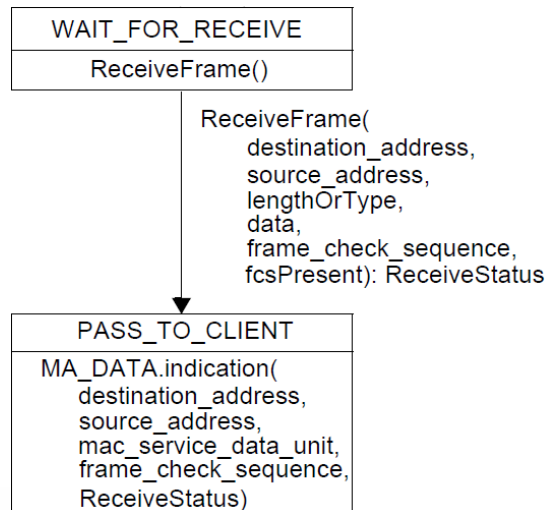 WAIT_FOR_RECEIVE
ReceiveFrame()
ReceiveFrame(
destination_address,
source_address,
lengthOrType,
data,
frame_check_sequence,
fcsPresent): ReceiveStatus
PASS_TO_CLIENT
MA_DATA.indication(
destination_address,
source_address,
mac_service_data_unit,
frame_check_sequence,
ReceiveStatus)